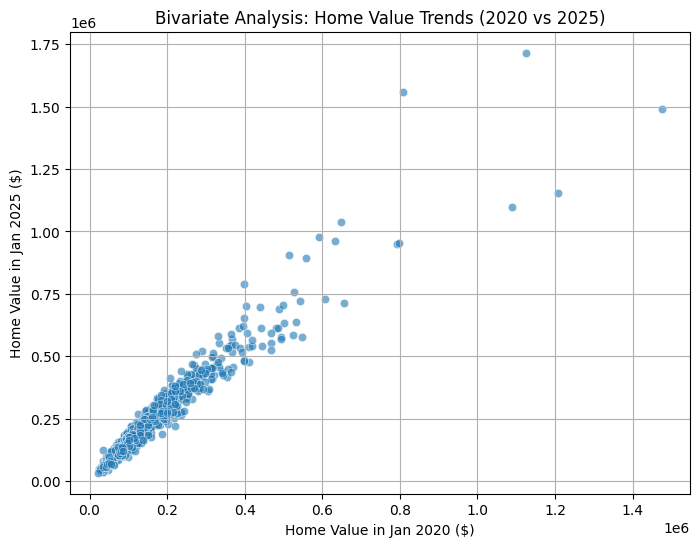 Bivariate Analysis: Home Value Trends (2020 vs 2025)
1e6
1.75
1.50
1.25
1.00
0.75
0.50
0.25
0.00
Home Value in Jan 2025 ($)
0.0 0.2 0.4 0.6 0.8 1.0 1.2 1.4
1e6
Home Value in Jan 2020 ($)